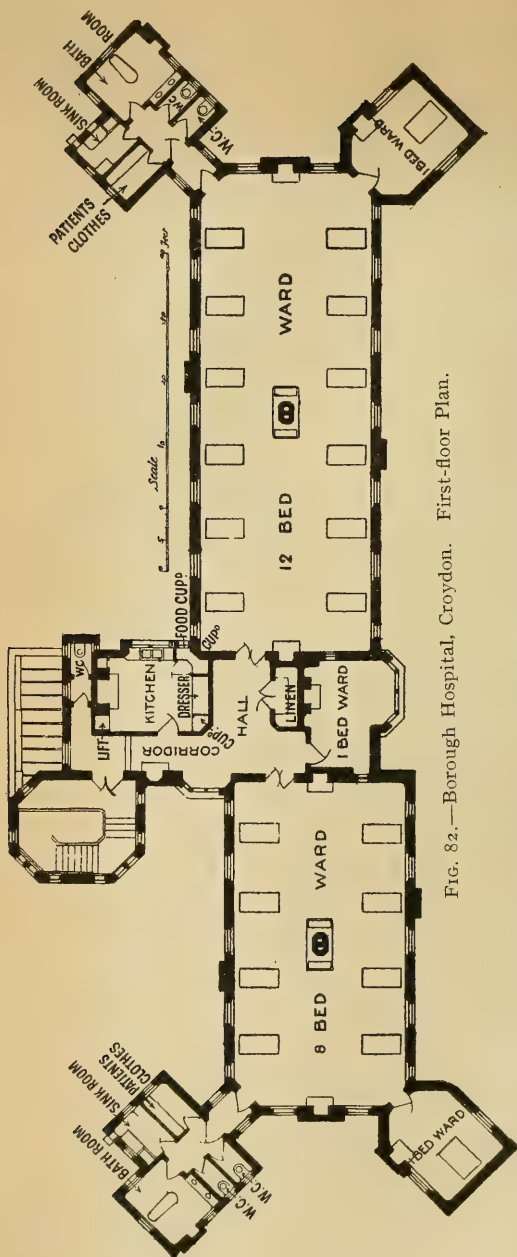 BATH
ROOM
SINK ROOM
PATIENTS
CLOTHES
W.C.
W.C.
1 BED WARD
12 BED WARD
Scale
FOOD CUPD
CUPD
KITCHEN
DRESSER
CUPD
W.C.
LIFT
CORRIDOR
HALL
LINEN
1 BED WARD
8 BED WARD
PATIENTS
CLOTHES
SINK ROOM
BATH ROOM
W.C.
W.C.
1 BED WARD
FIG. 82.—Borough Hospital, Croydon. First-floor Plan.